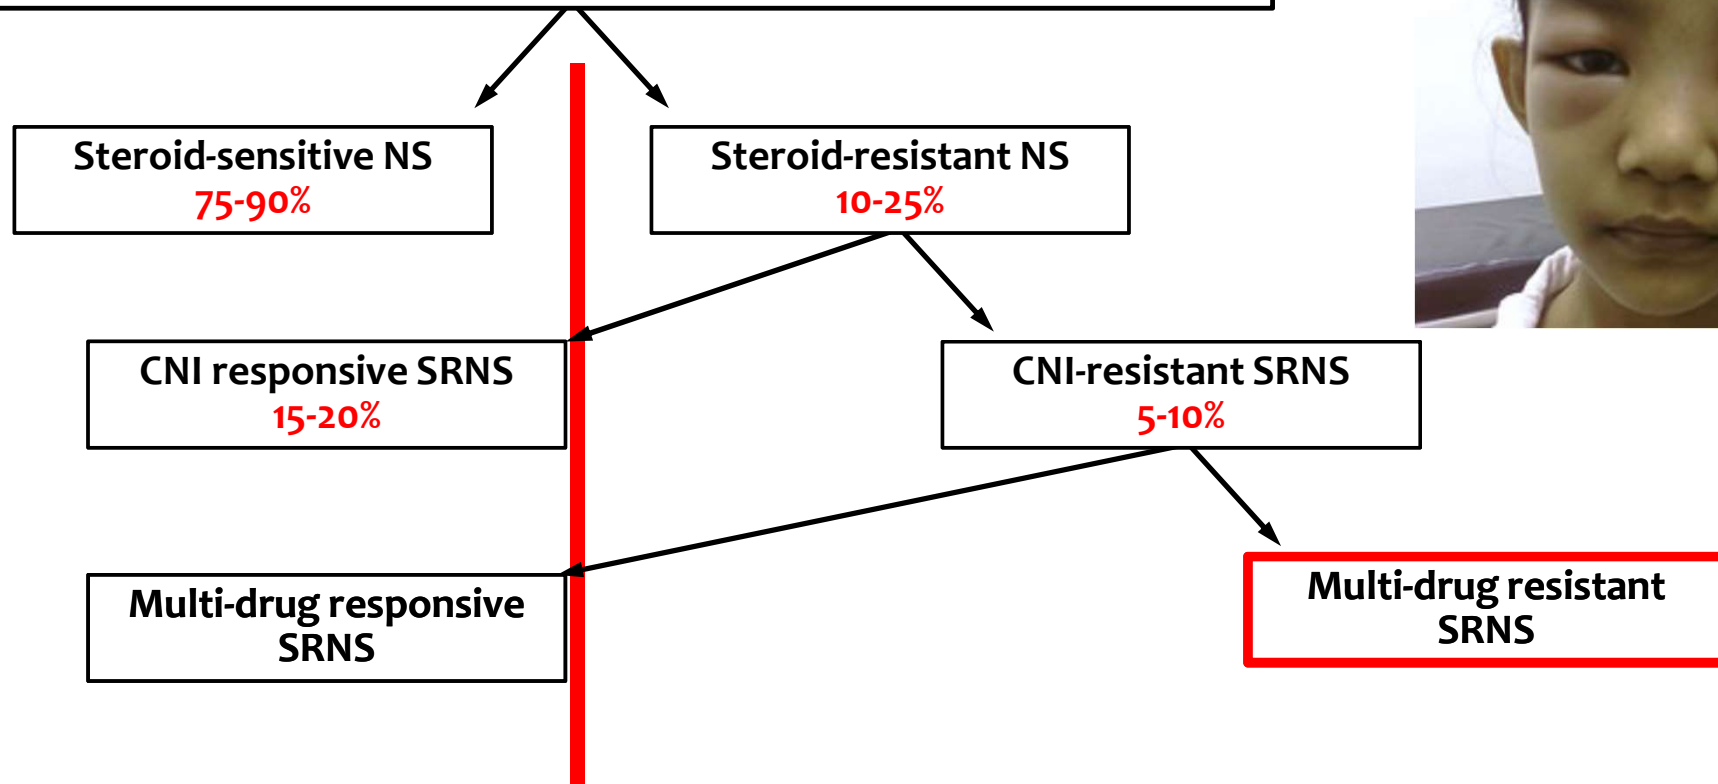 Steroid-sensitive NS
75-90%
Steroid-resistant NS
10-25%
CNI responsive SRNS
15-20%
CNI-resistant SRNS
5-10%
Multi-drug responsive
SRNS
Multi-drug resistant
SRNS